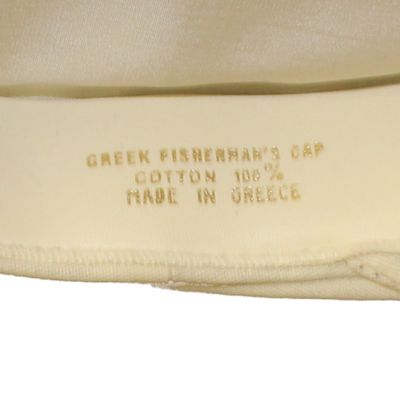 GREEK FISHERMAN'S CAP
COTTON 100%
MADE IN GREECE